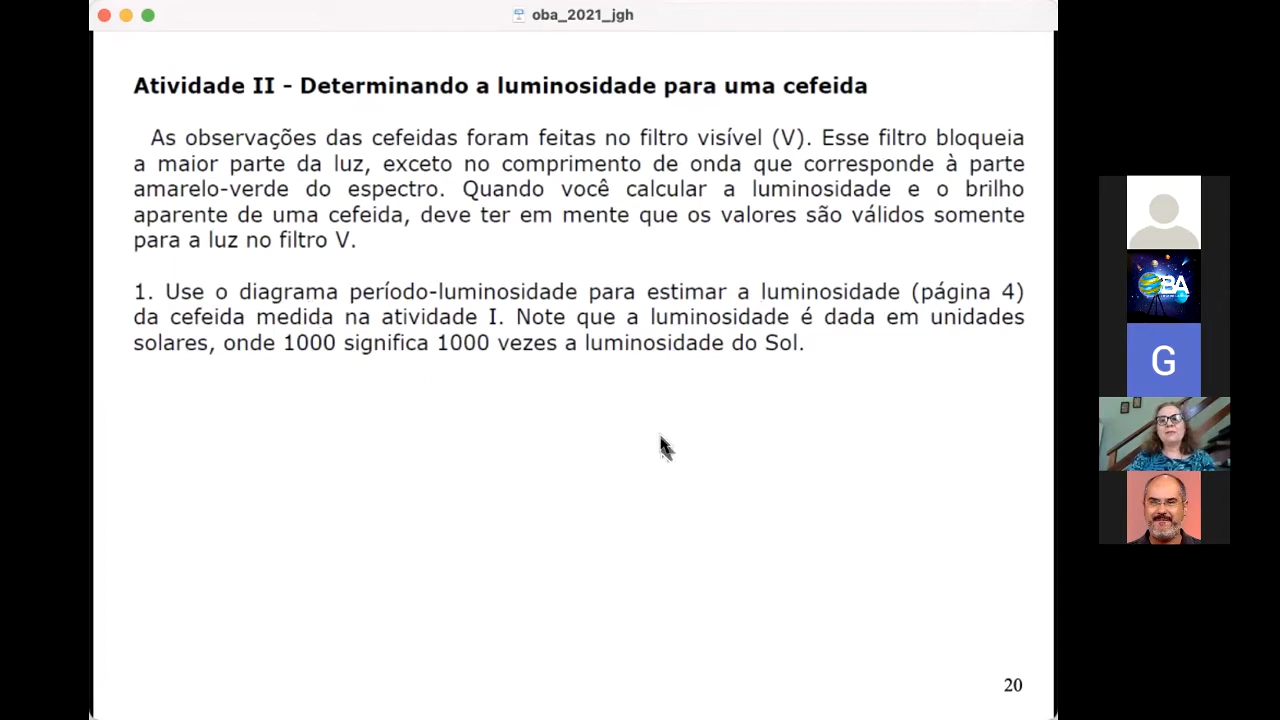 oba_2021_jgh
Atividade II - Determinando a luminosidade para uma cefeida
As observações das cefeidas foram feitas no filtro visível (V). Esse filtro bloqueia
a maior parte da luz, exceto no comprimento de onda que corresponde à parte
amarelo-verde do espectro. Quando você calcular a luminosidade e o brilho
aparente de uma cefeida, deve ter em mente que os valores são válidos somente
para a luz no filtro V.
1. Use o diagrama período-luminosidade para estimar a luminosidade (página 4)
da cefeida medida na atividade I. Note que a luminosidade é dada em unidades
solares, onde 1000 significa 1000 vezes a luminosidade do Sol.
20
OBA
G